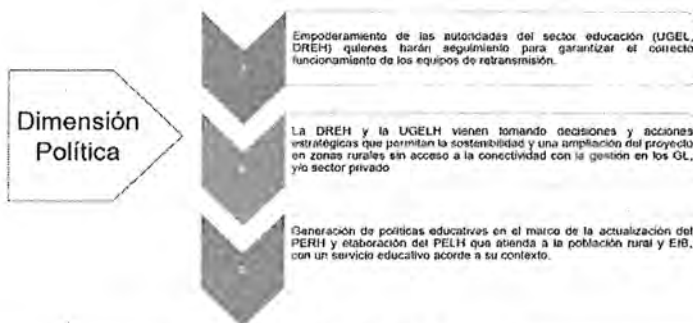 Dimensión
Política
Empoderamiento de las autoridades del sector educación (UGEL,
DREH) quienes harán seguimiento para garantizar el correcto
funcionamiento de los equipos de retransmisión.
La DREH y la UGELH vienen tomando decisiones y acciones
estratégicas que permitan la sostenibilidad y una ampliación del proyecto
en zonas rurales sin acceso a la conectividad con la gestión en los GL,
y/o sector privado
Generación de políticas educativas en el marco de la actualización del
PERH y elaboración del PELH que atienda a la población rural y EIB,
con un servicio educativo acorde a su contexto.